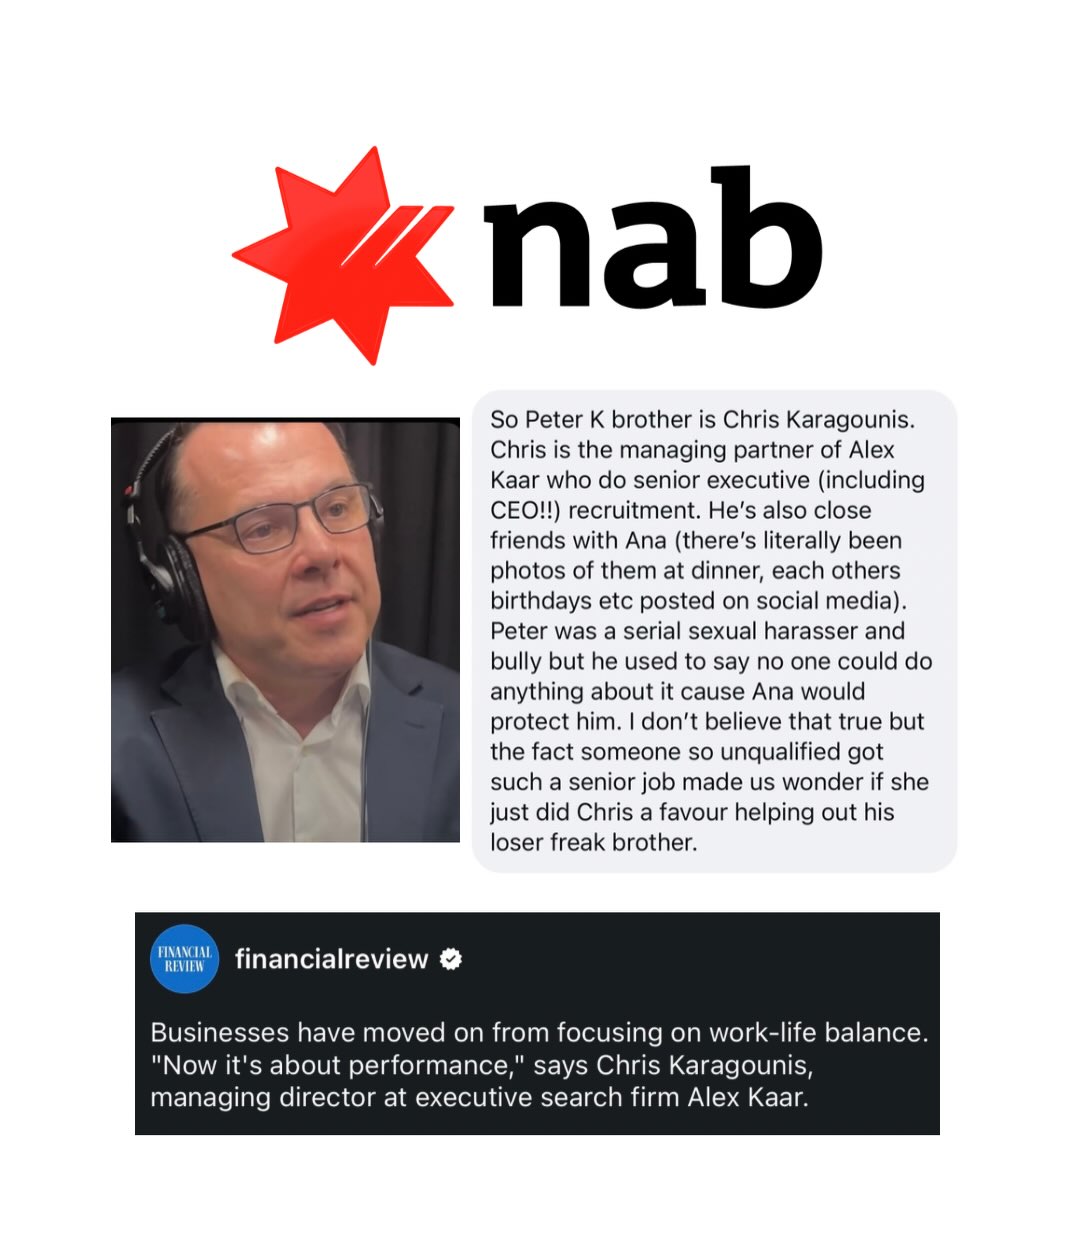 nab
So Peter K brother is Chris Karagounis.
Chris is the managing partner of Alex
Kaar who do senior executive (including
CEO!!) recruitment. He's also close
friends with Ana (there's literally been
photos of them at dinner, each others
birthdays etc posted on social media).
Peter was a serial sexual harasser and
bully but he used to say no one could do
anything about it cause Ana would
protect him. I don't believe that true but
the fact someone so unqualified got
such a senior job made us wonder if she
just did Chris a favour helping out his
loser freak brother.
FINANCIAL
REVIEW
financialreview
Businesses have moved on from focusing on work-life balance.
"Now it's about performance," says Chris Karagounis,
managing director at executive search firm Alex Kaar.